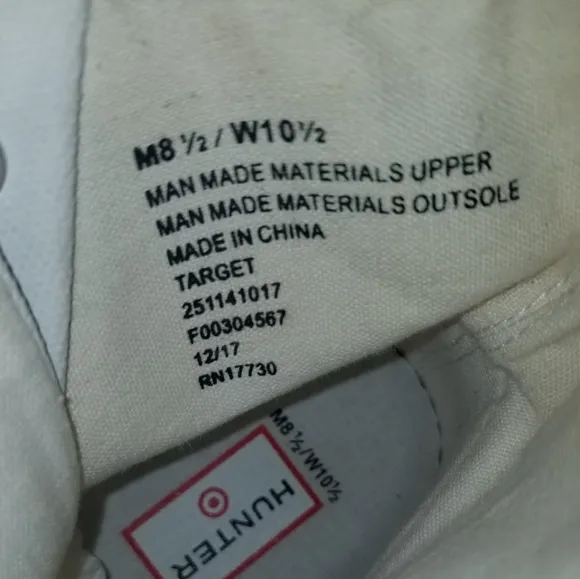 M8 ½ / W10½
MAN MADE MATERIALS UPPER
MAN MADE MATERIALS OUTSOLE
MADE IN CHINA
TARGET
251141017
F00304567
12/17
RN17730
M8 ½/W10½
HUNTER